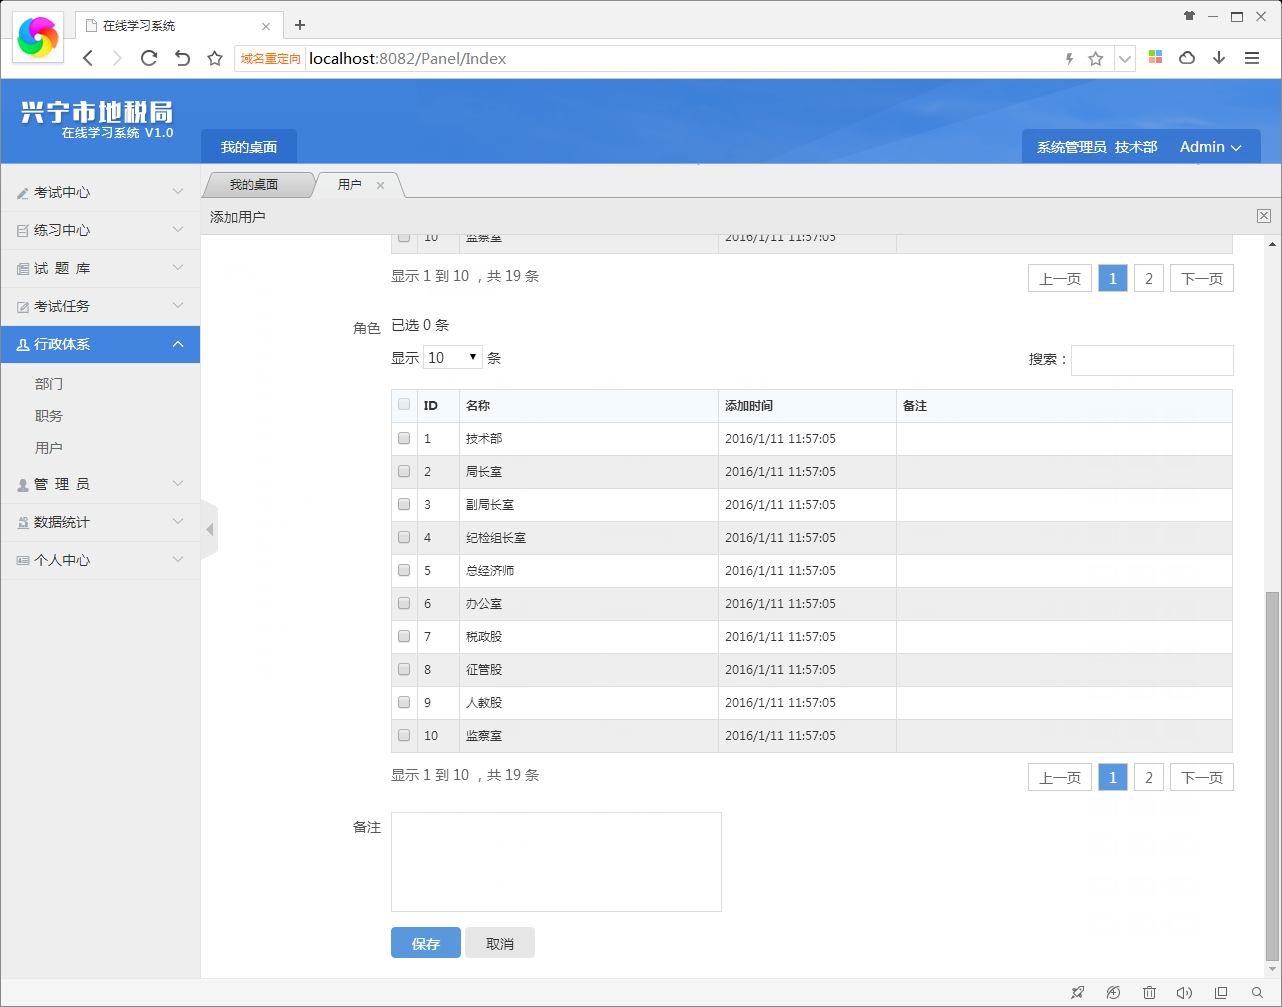 在线学习系统
域名重定向 localhost:8082/Panel/Index
兴宁市地税局
在线学习系统 V1.0
我的桌面
系统管理员 技术部 Admin
考试中心
练习中心
试 题 库
考试任务
行政体系
部门
职务
用户
管 理 员
数据统计
个人中心
我的桌面 用户
添加用户
10 监察室 2016/1/11 11:57:05
显示 1 到 10 ，共 19 条 上一页 1 2 下一页
角色 已选 0 条
显示 10 条 搜索：
ID 名称 添加时间 备注
1 技术部 2016/1/11 11:57:05
2 局长室 2016/1/11 11:57:05
3 副局长室 2016/1/11 11:57:05
4 纪检组长室 2016/1/11 11:57:05
5 总经济师 2016/1/11 11:57:05
6 办公室 2016/1/11 11:57:05
7 税政股 2016/1/11 11:57:05
8 征管股 2016/1/11 11:57:05
9 人教股 2016/1/11 11:57:05
10 监察室 2016/1/11 11:57:05
显示 1 到 10 ，共 19 条 上一页 1 2 下一页
备注
保存 取消